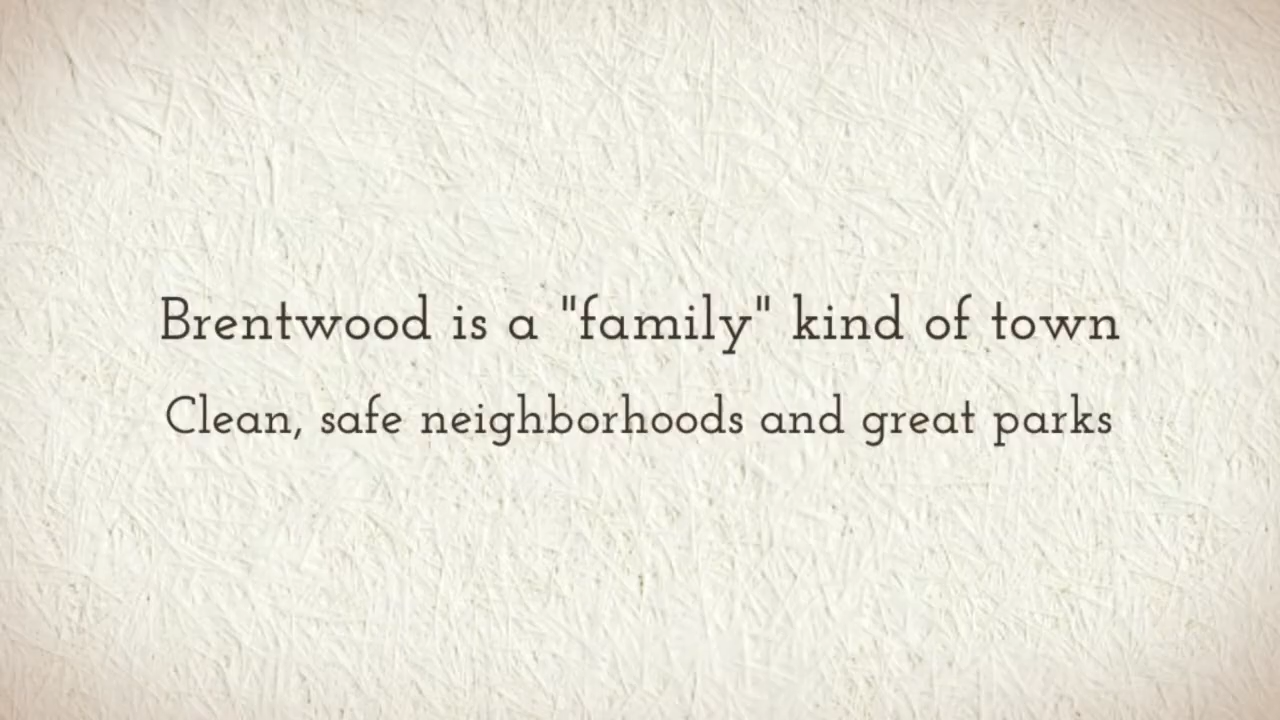 Brentwood is a "family" kind of town
Clean, safe neighborhoods and great parks